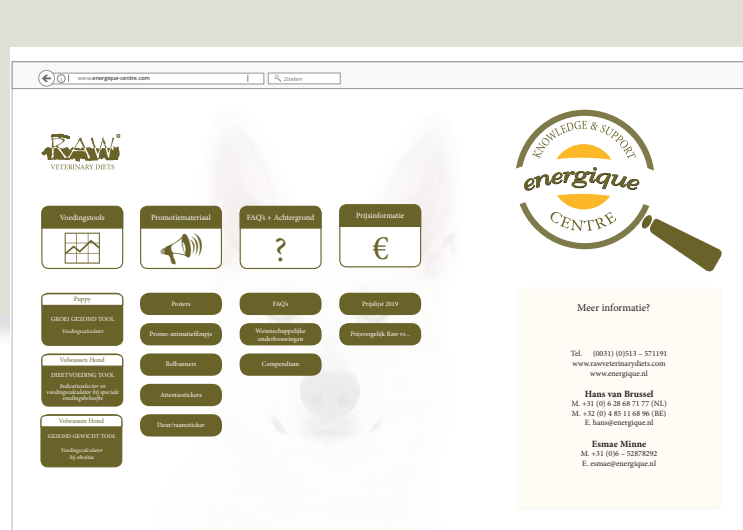 www.energique-centre.com
Zoeken
RAW
VETERINARY DIETS
KNOWLEDGE & SUPPORT
energique
CENTRE
Voedingstools
Promotiemateriaal
FAQ's + Achtergrond
?
Prijsinformatie
€
Puppy
GROEI GEZOND TOOL
Voedingscalculator
Volwassen Hond
DIEETVOEDING TOOL
Indicatieselector en
voedingscalculator bij speciale
voedingsbehoefte
Volwassen Hond
GEZOND GEWICHT TOOL
Voedingscalculator
bij obesitas
Posters
Promo-animatiefilmpje
Rolbanners
Attentiestickers
Deur/raamsticker
FAQ's
Wetenschappelijke
onderbouwingen
Compendium
Prijslijst 2019
Prijsvergelijk Raw vs ..
Meer informatie?
Tel. (0031) (0)513 – 571191
www.rawveterinarydiets.com
www.energique.nl
Hans van Brussel
M. +31 (0) 6 28 68 71 77 (NL)
M. +32 (0) 4 85 11 68 96 (BE)
E. hans@energique.nl
Esmae Minne
M. +31 (0)6 – 52878292
E. esmae@energique.nl